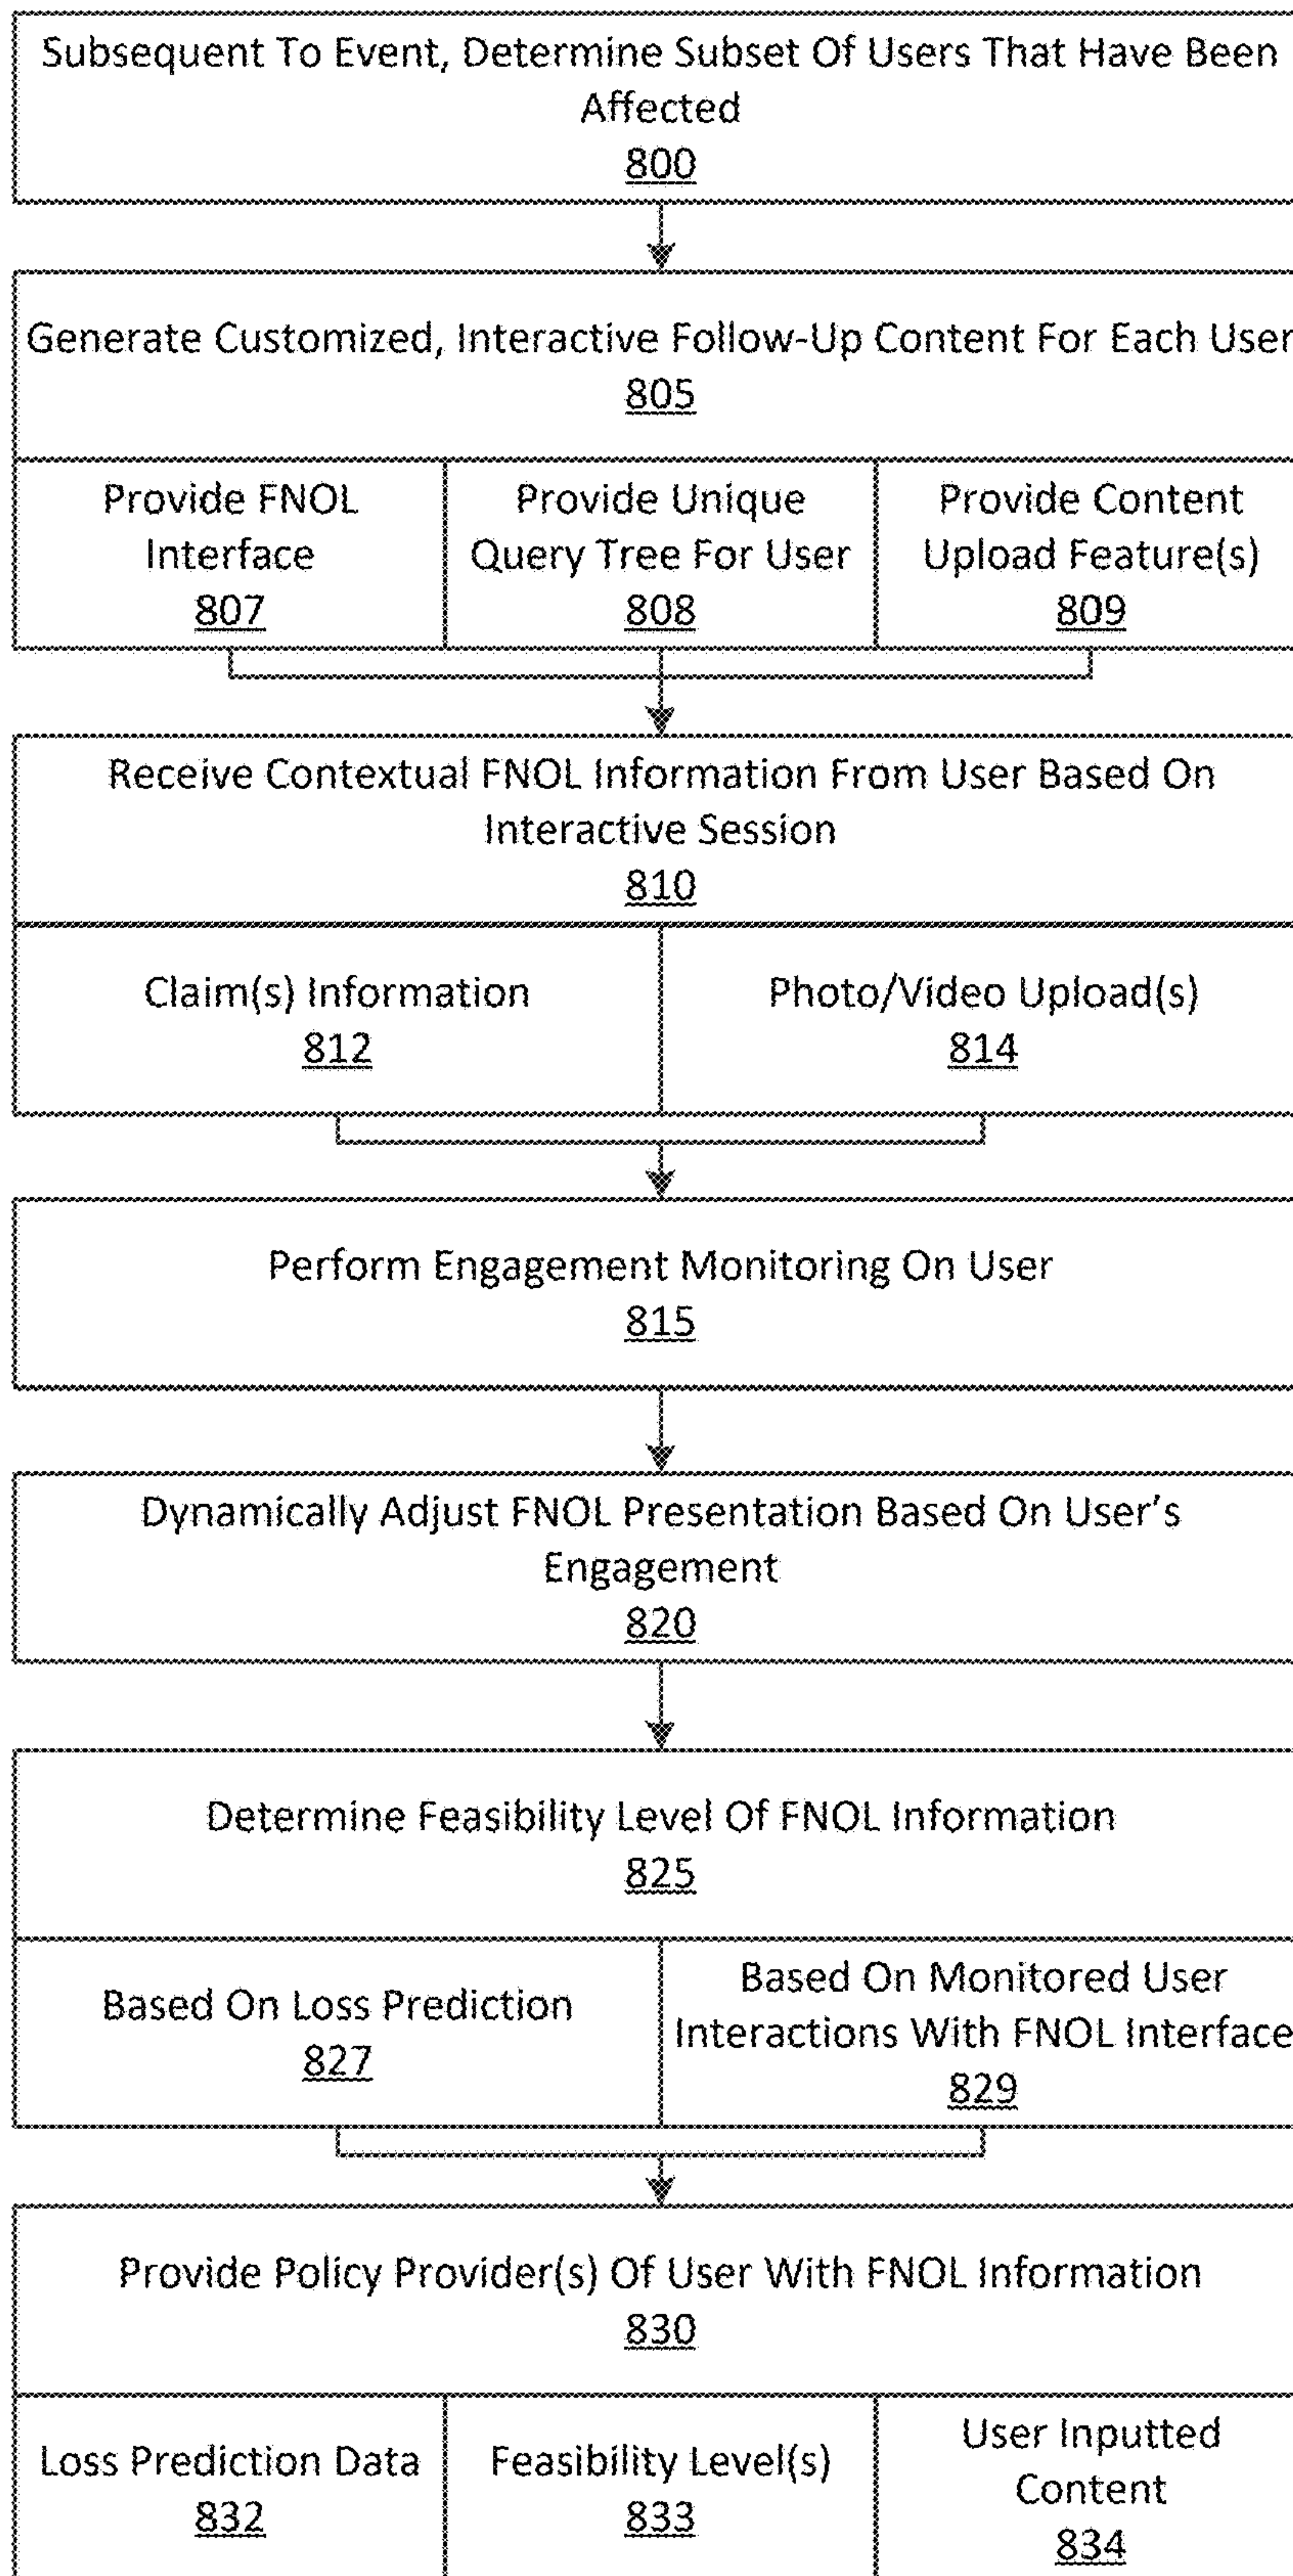 Subsequent To Event, Determine Subset Of Users That Have Been
Affected
800
Generate Customized, Interactive Follow-Up Content For Each User
805
Provide FNOL
Interface
807
Provide Unique
Query Tree For User
808
Provide Content
Upload Feature(s)
809
Receive Contextual FNOL Information From User Based On
Interactive Session
810
Claim(s) Information
812
Photo/Video Upload(s)
814
Perform Engagement Monitoring On User
815
Dynamically Adjust FNOL Presentation Based On User's
Engagement
820
Determine Feasibility Level Of FNOL Information
825
Based On Loss Prediction
827
Based On Monitored User
Interactions With FNOL Interface
829
Provide Policy Provider(s) Of User With FNOL Information
830
Loss Prediction Data
832
Feasibility Level(s)
833
User Inputted
Content
834